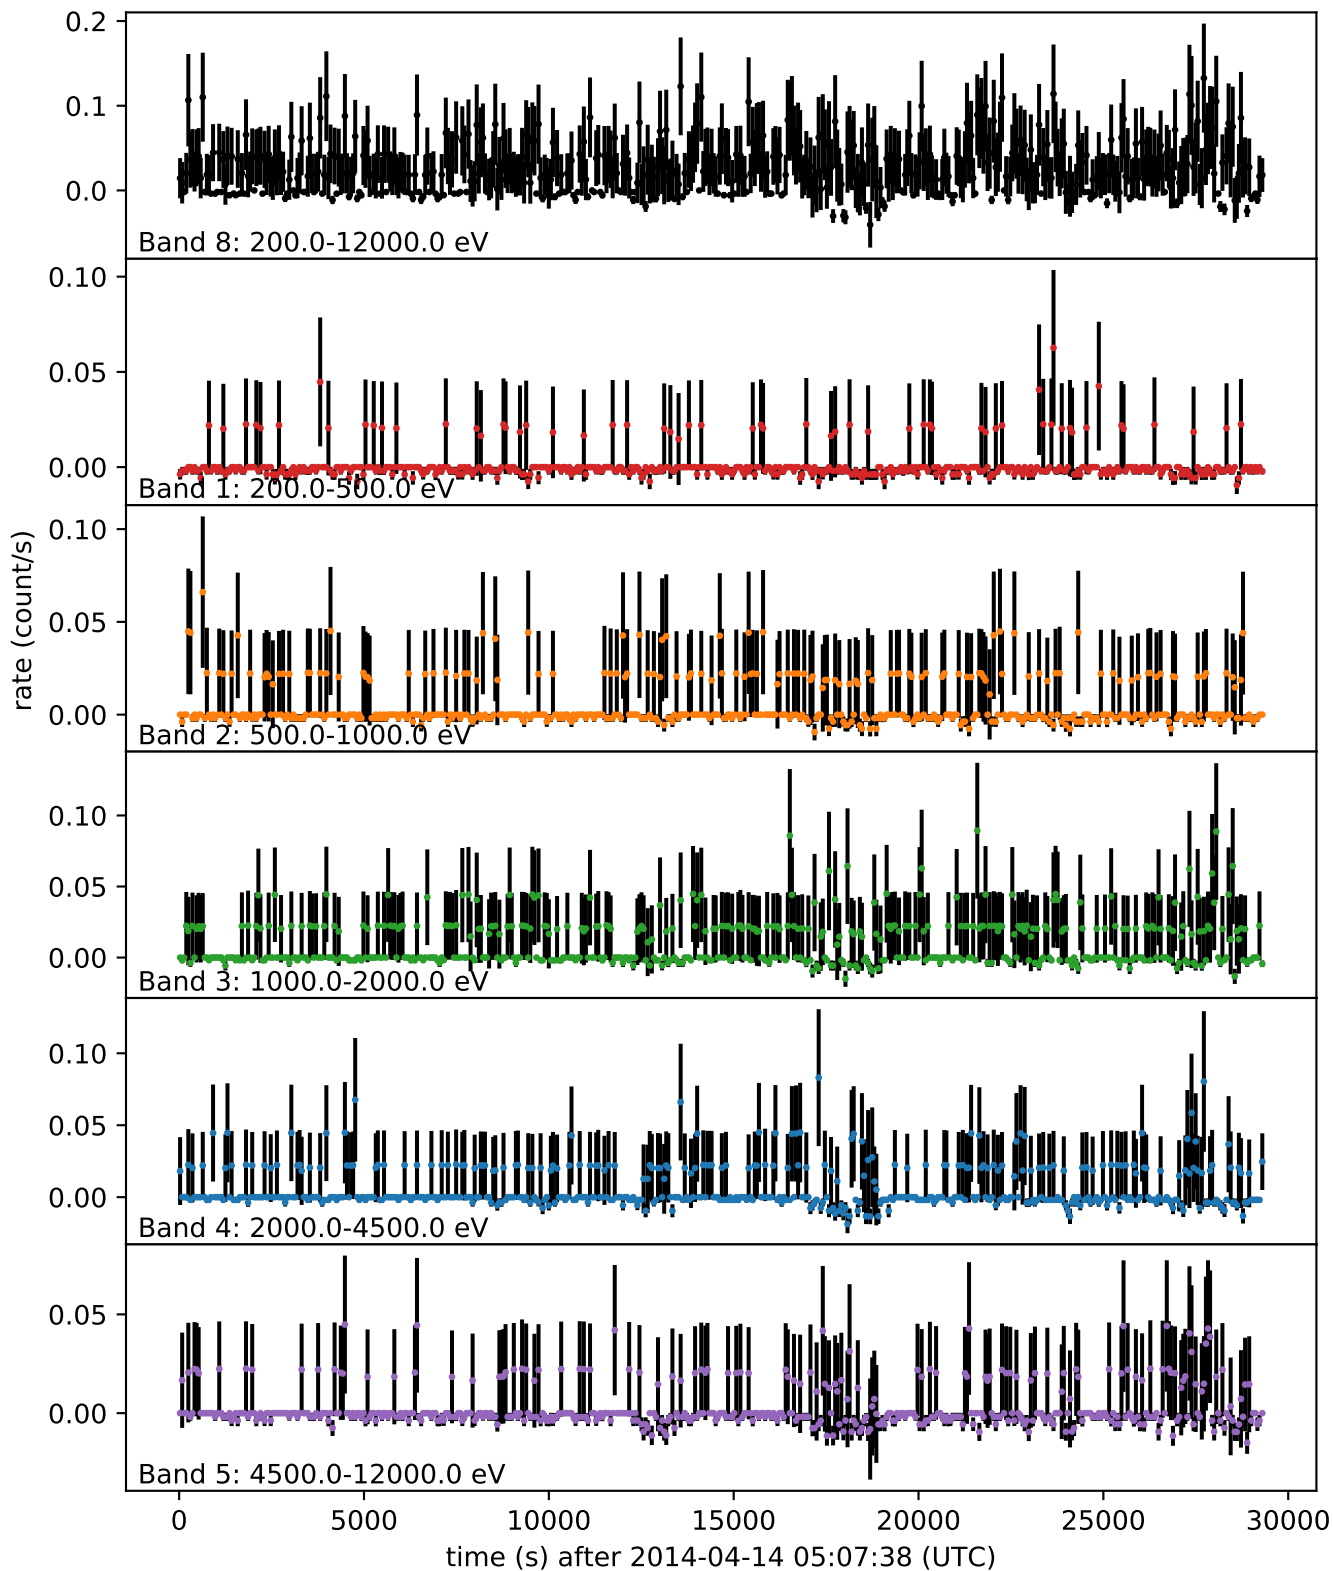 0.2
0.1
0.0
Band 8: 200.0-12000.0 eV
0.10
0.05
0.00
Band 1: 200.0-500.0 eV
0.10
0.05
0.00
Band 2: 500.0-1000.0 eV
rate (count/s)
0.10
0.05
0.00
Band 3: 1000.0-2000.0 eV
0.10
0.05
0.00
Band 4: 2000.0-4500.0 eV
0.05
0.00
Band 5: 4500.0-12000.0 eV
0 5000 10000 15000 20000 25000 30000
time (s) after 2014-04-14 05:07:38 (UTC)